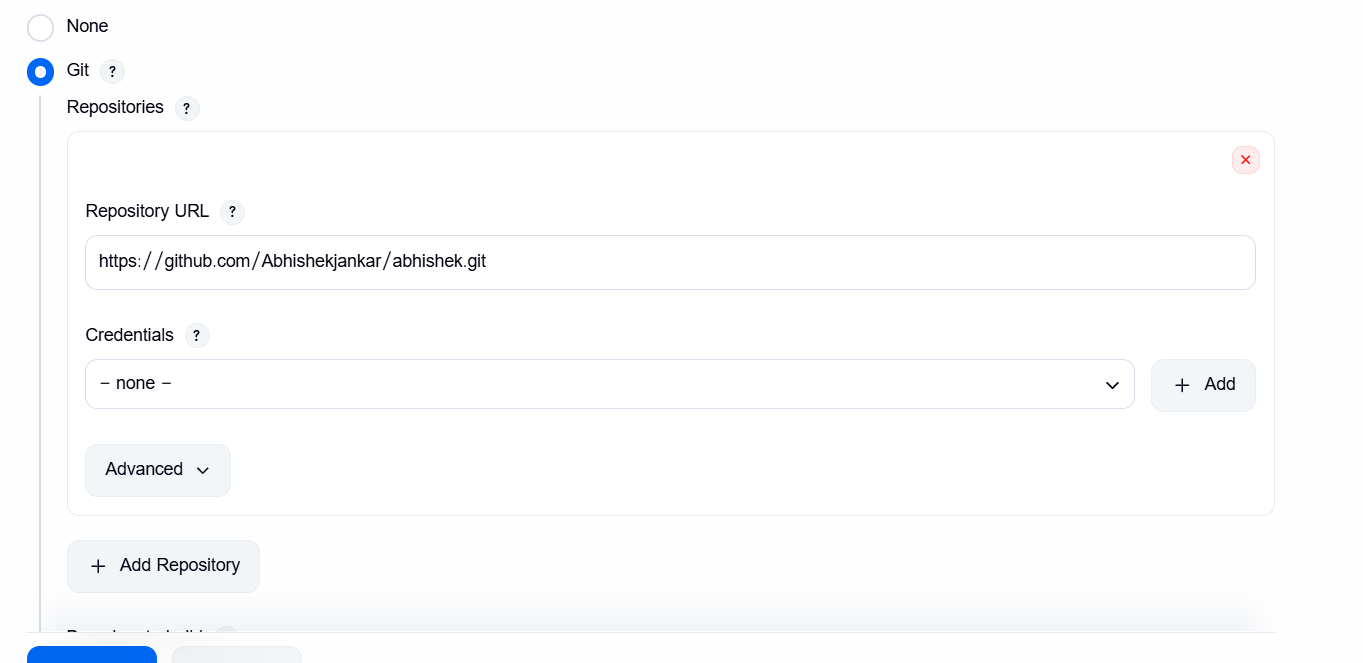 None
Git ?
Repositories ?
Repository URL ?
https://github.com/Abhishekjankar/abhishek.git
Credentials ?
- none -
Add
Advanced
Add Repository